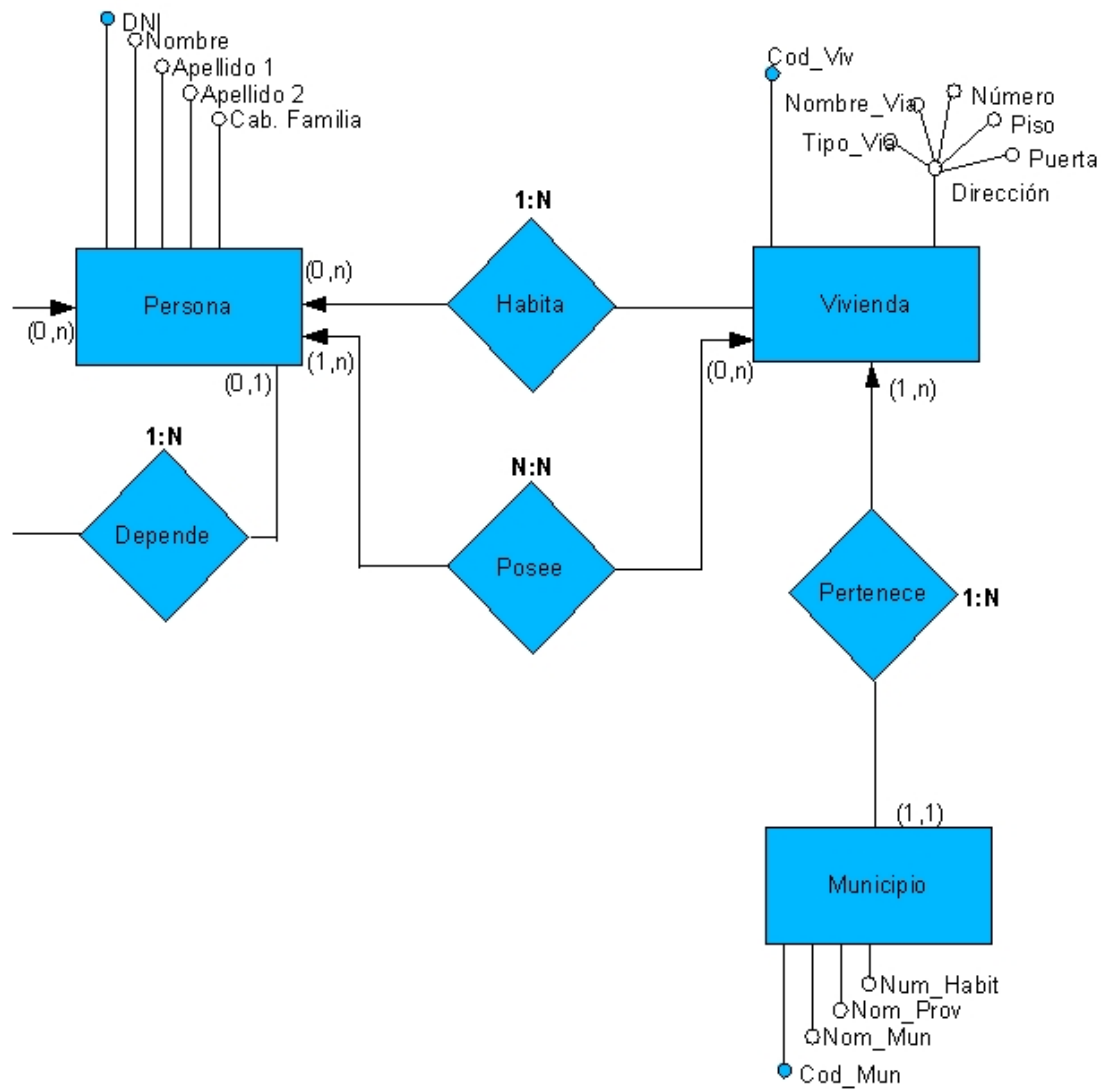 DNI
Nombre
Apellido 1
Apellido 2
Cab. Familia
Cod_Viv
Nombre_Via
Número
Tipo_Via
Piso
Puerta
Dirección
1:N
(0,n)
Persona
Habita
Vivienda
(0,n)
(1,n)
(0,n)
(0,1)
(1,n)
1:N
N:N
Depende
Posee
Pertenece
1:N
(1,1)
Municipio
Num_Habit
Nom_Prov
Nom_Mun
Cod_Mun